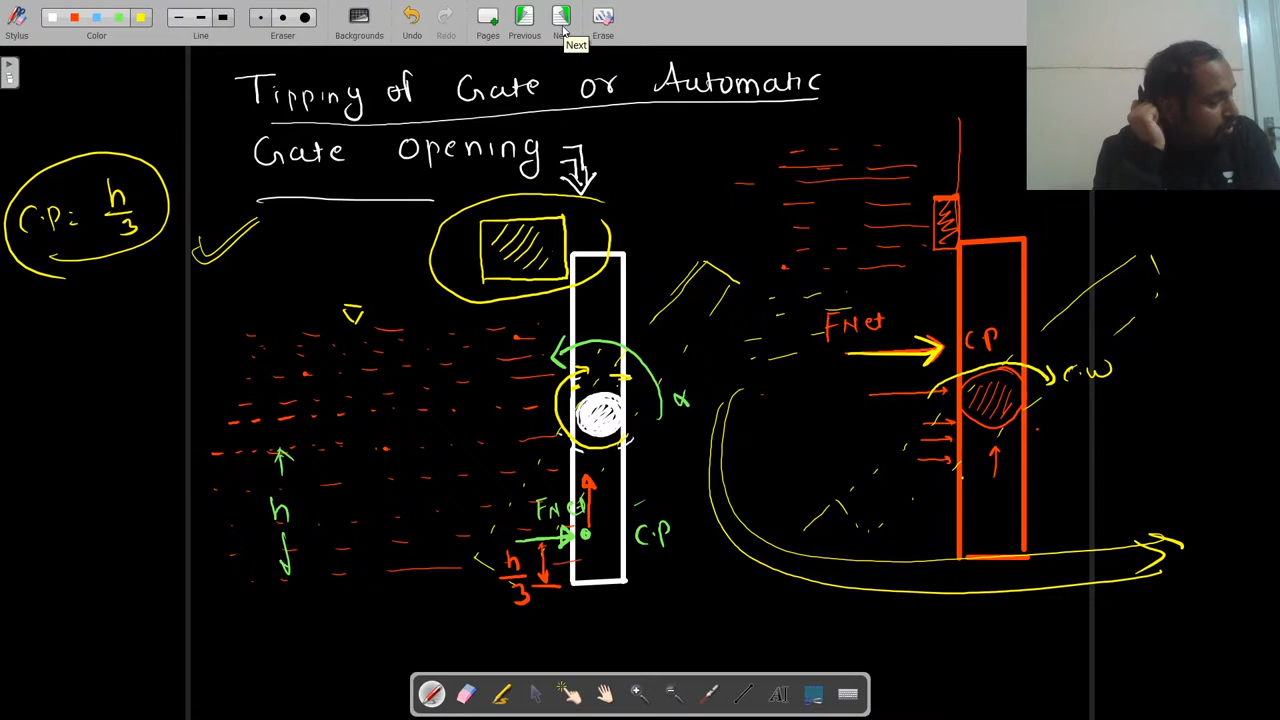 Stylus
Color
Line
Eraser
Backgrounds
Undo
Redo
Pages
Previous
Erase
Next
Tipping of Gate or Automatic
Gate opening
C.P = h/3
FNet
C.P
C.W
h
FNet
C.P
h/3